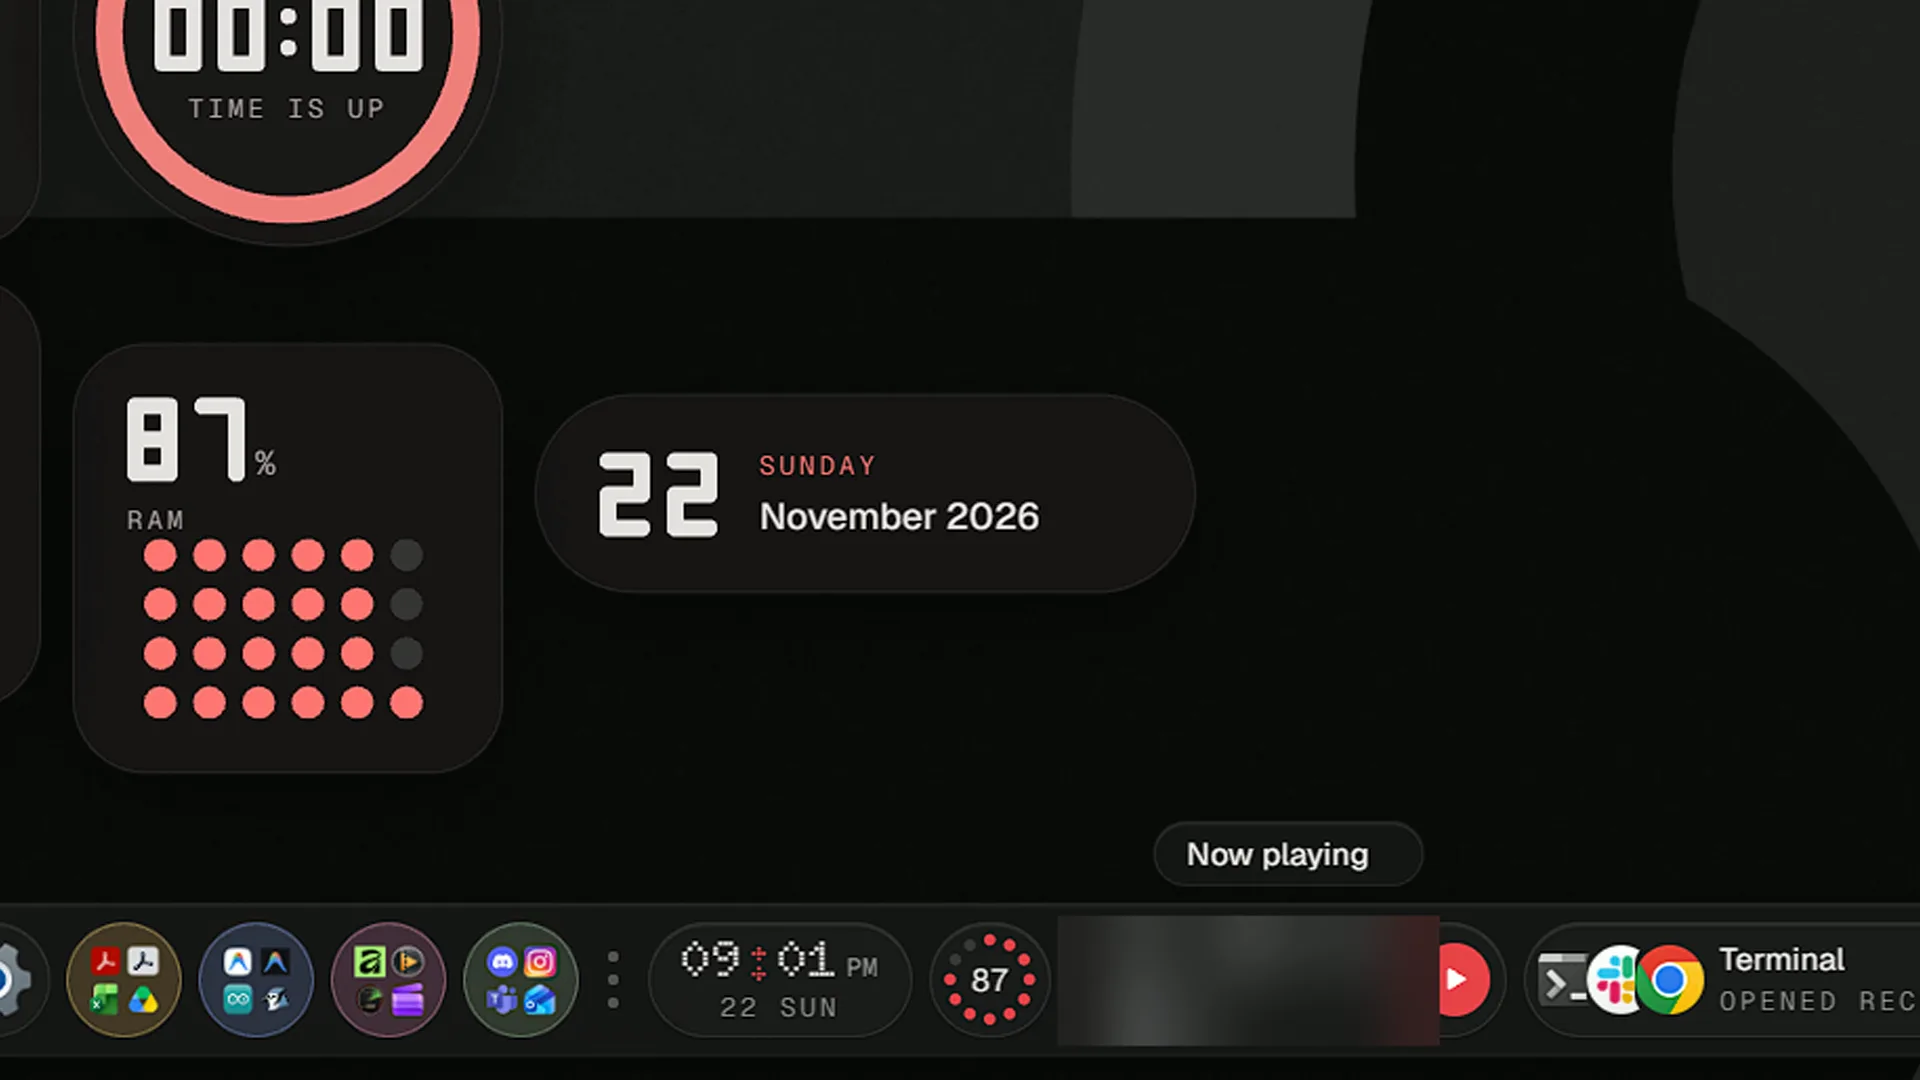 00:00
TIME IS UP
87%
RAM
22
SUNDAY
November 2026
Now playing
09:01 PM
22 SUN
87
Terminal
OPENED REC